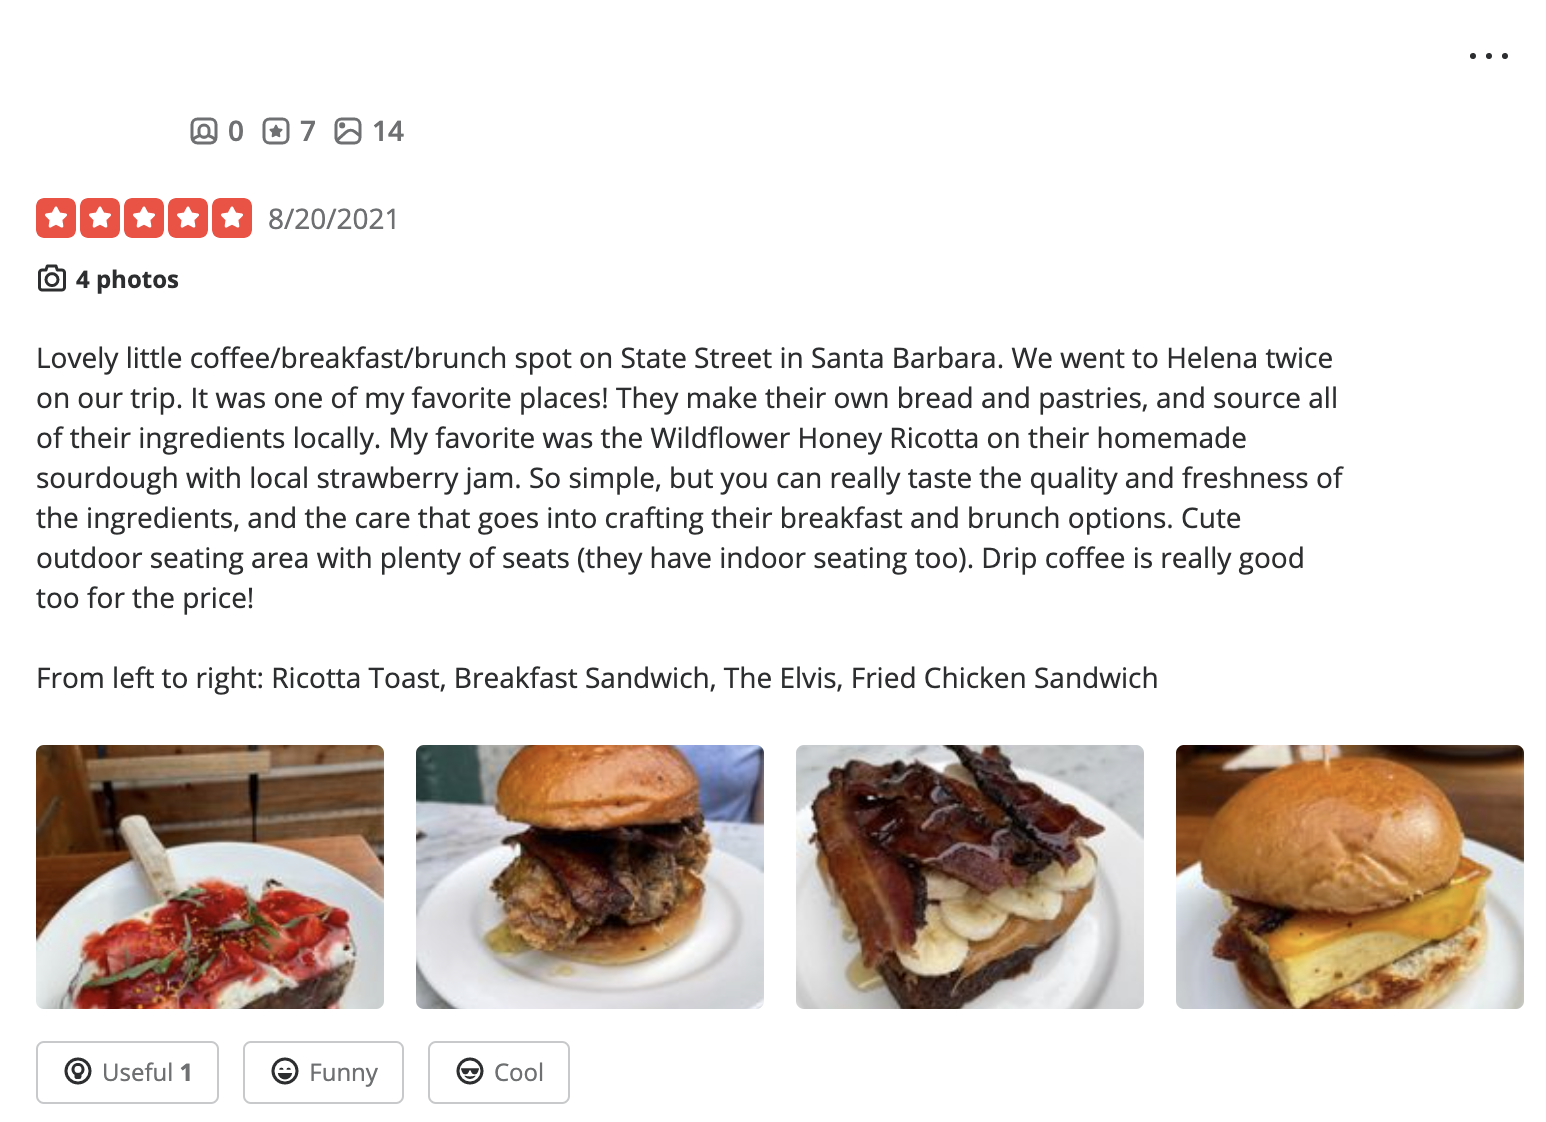 0 7 14
8/20/2021
4 photos
Lovely little coffee/breakfast/brunch spot on State Street in Santa Barbara. We went to Helena twice
on our trip. It was one of my favorite places! They make their own bread and pastries, and source all
of their ingredients locally. My favorite was the Wildflower Honey Ricotta on their homemade
sourdough with local strawberry jam. So simple, but you can really taste the quality and freshness of
the ingredients, and the care that goes into crafting their breakfast and brunch options. Cute
outdoor seating area with plenty of seats (they have indoor seating too). Drip coffee is really good
too for the price!
From left to right: Ricotta Toast, Breakfast Sandwich, The Elvis, Fried Chicken Sandwich
Useful 1 Funny Cool